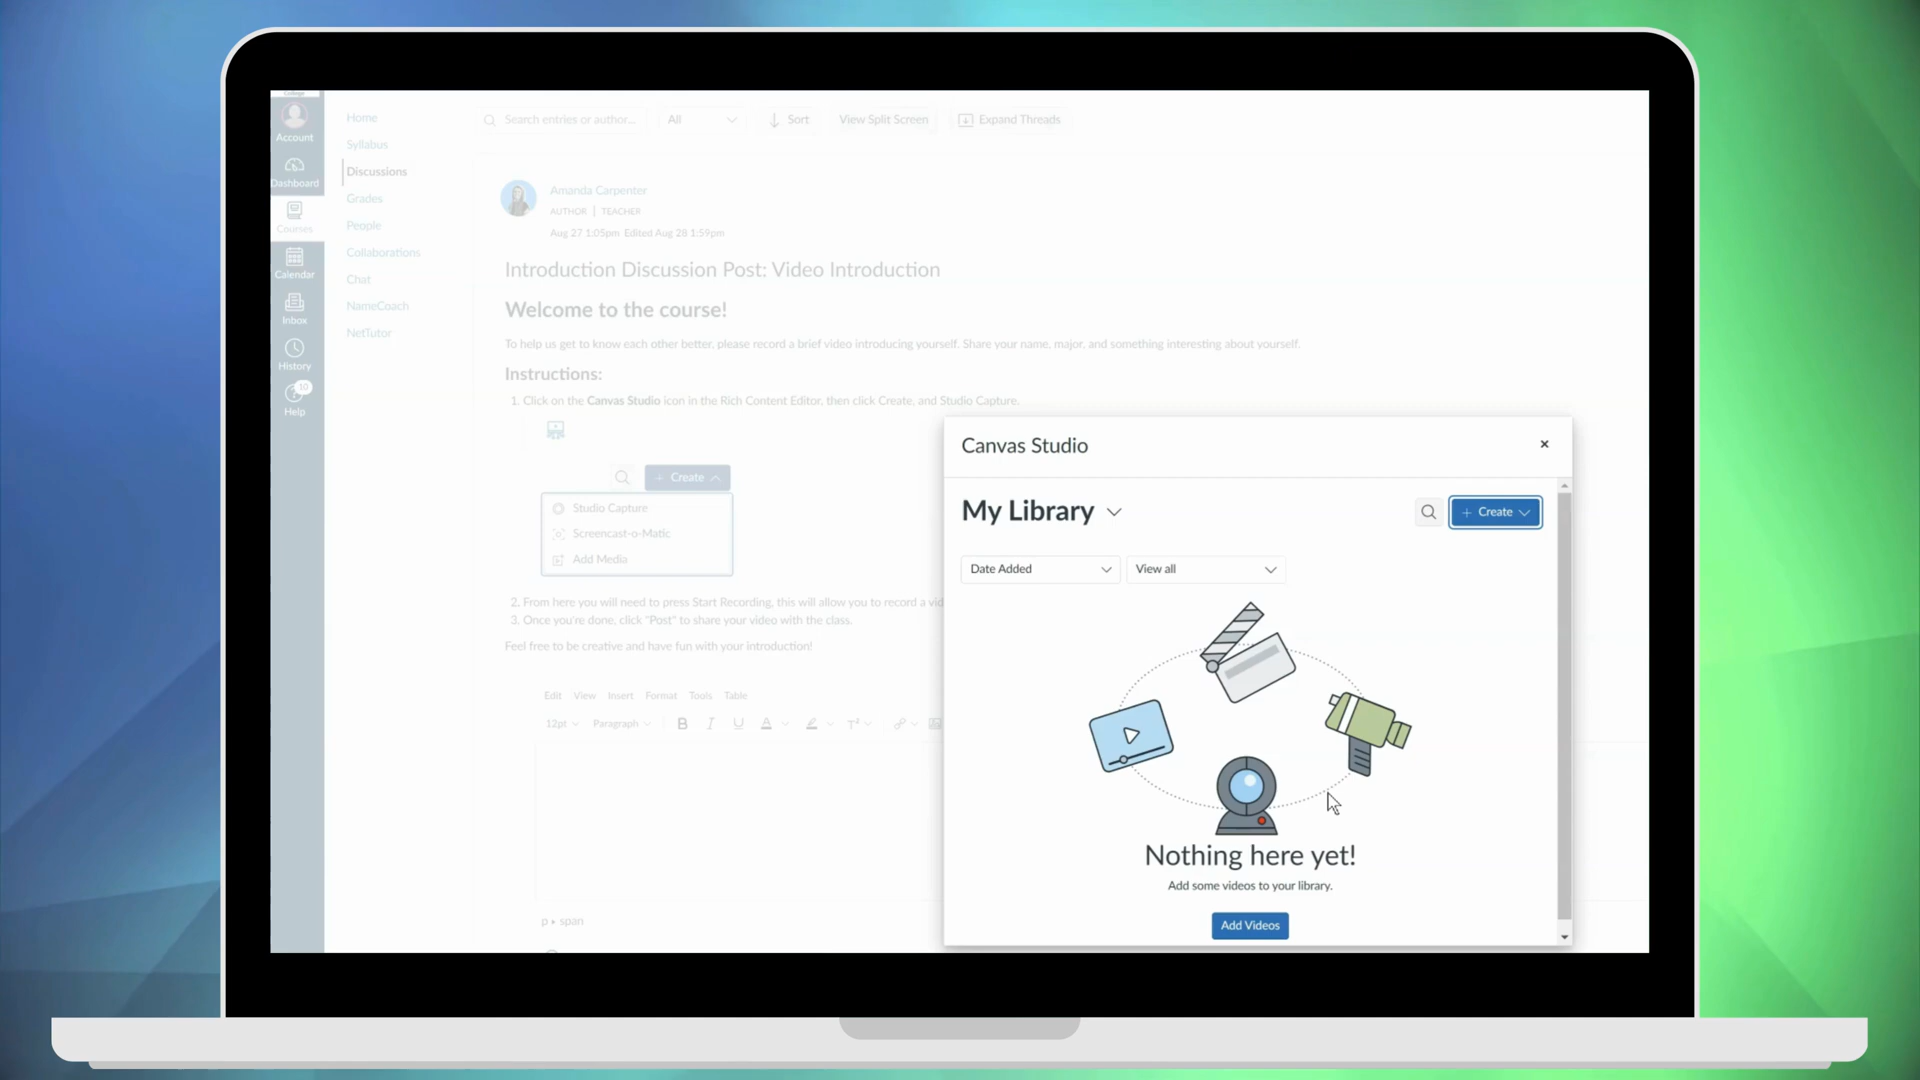 College
Account
Dashboard
Courses
Calendar
Inbox
History
10
Help
Home
Syllabus
Discussions
Grades
People
Collaborations
Chat
NameCoach
NetTutor
Search entries or author...
All
Sort
View Split Screen
Expand Threads
Amanda Carpenter
AUTHOR | TEACHER
Aug 27 1:05pm Edited Aug 28 1:59pm
Introduction Discussion Post: Video Introduction
Welcome to the course!
To help us get to know each other better, please record a brief video introducing yourself. Share your name, major, and something interesting about yourself.
Instructions:
1. Click on the Canvas Studio icon in the Rich Content Editor, then click Create, and Studio Capture.
+ Create
Studio Capture
Screencast-o-Matic
Add Media
2. From here you will need to press Start Recording, this will allow you to record a vid
3. Once you're done, click "Post" to share your video with the class.
Feel free to be creative and have fun with your introduction!
Edit View Insert Format Tools Table
12pt Paragraph B I U A T²
p ▸ span
Canvas Studio
×
My Library
+ Create
Date Added
View all
Nothing here yet!
Add some videos to your library.
Add Videos